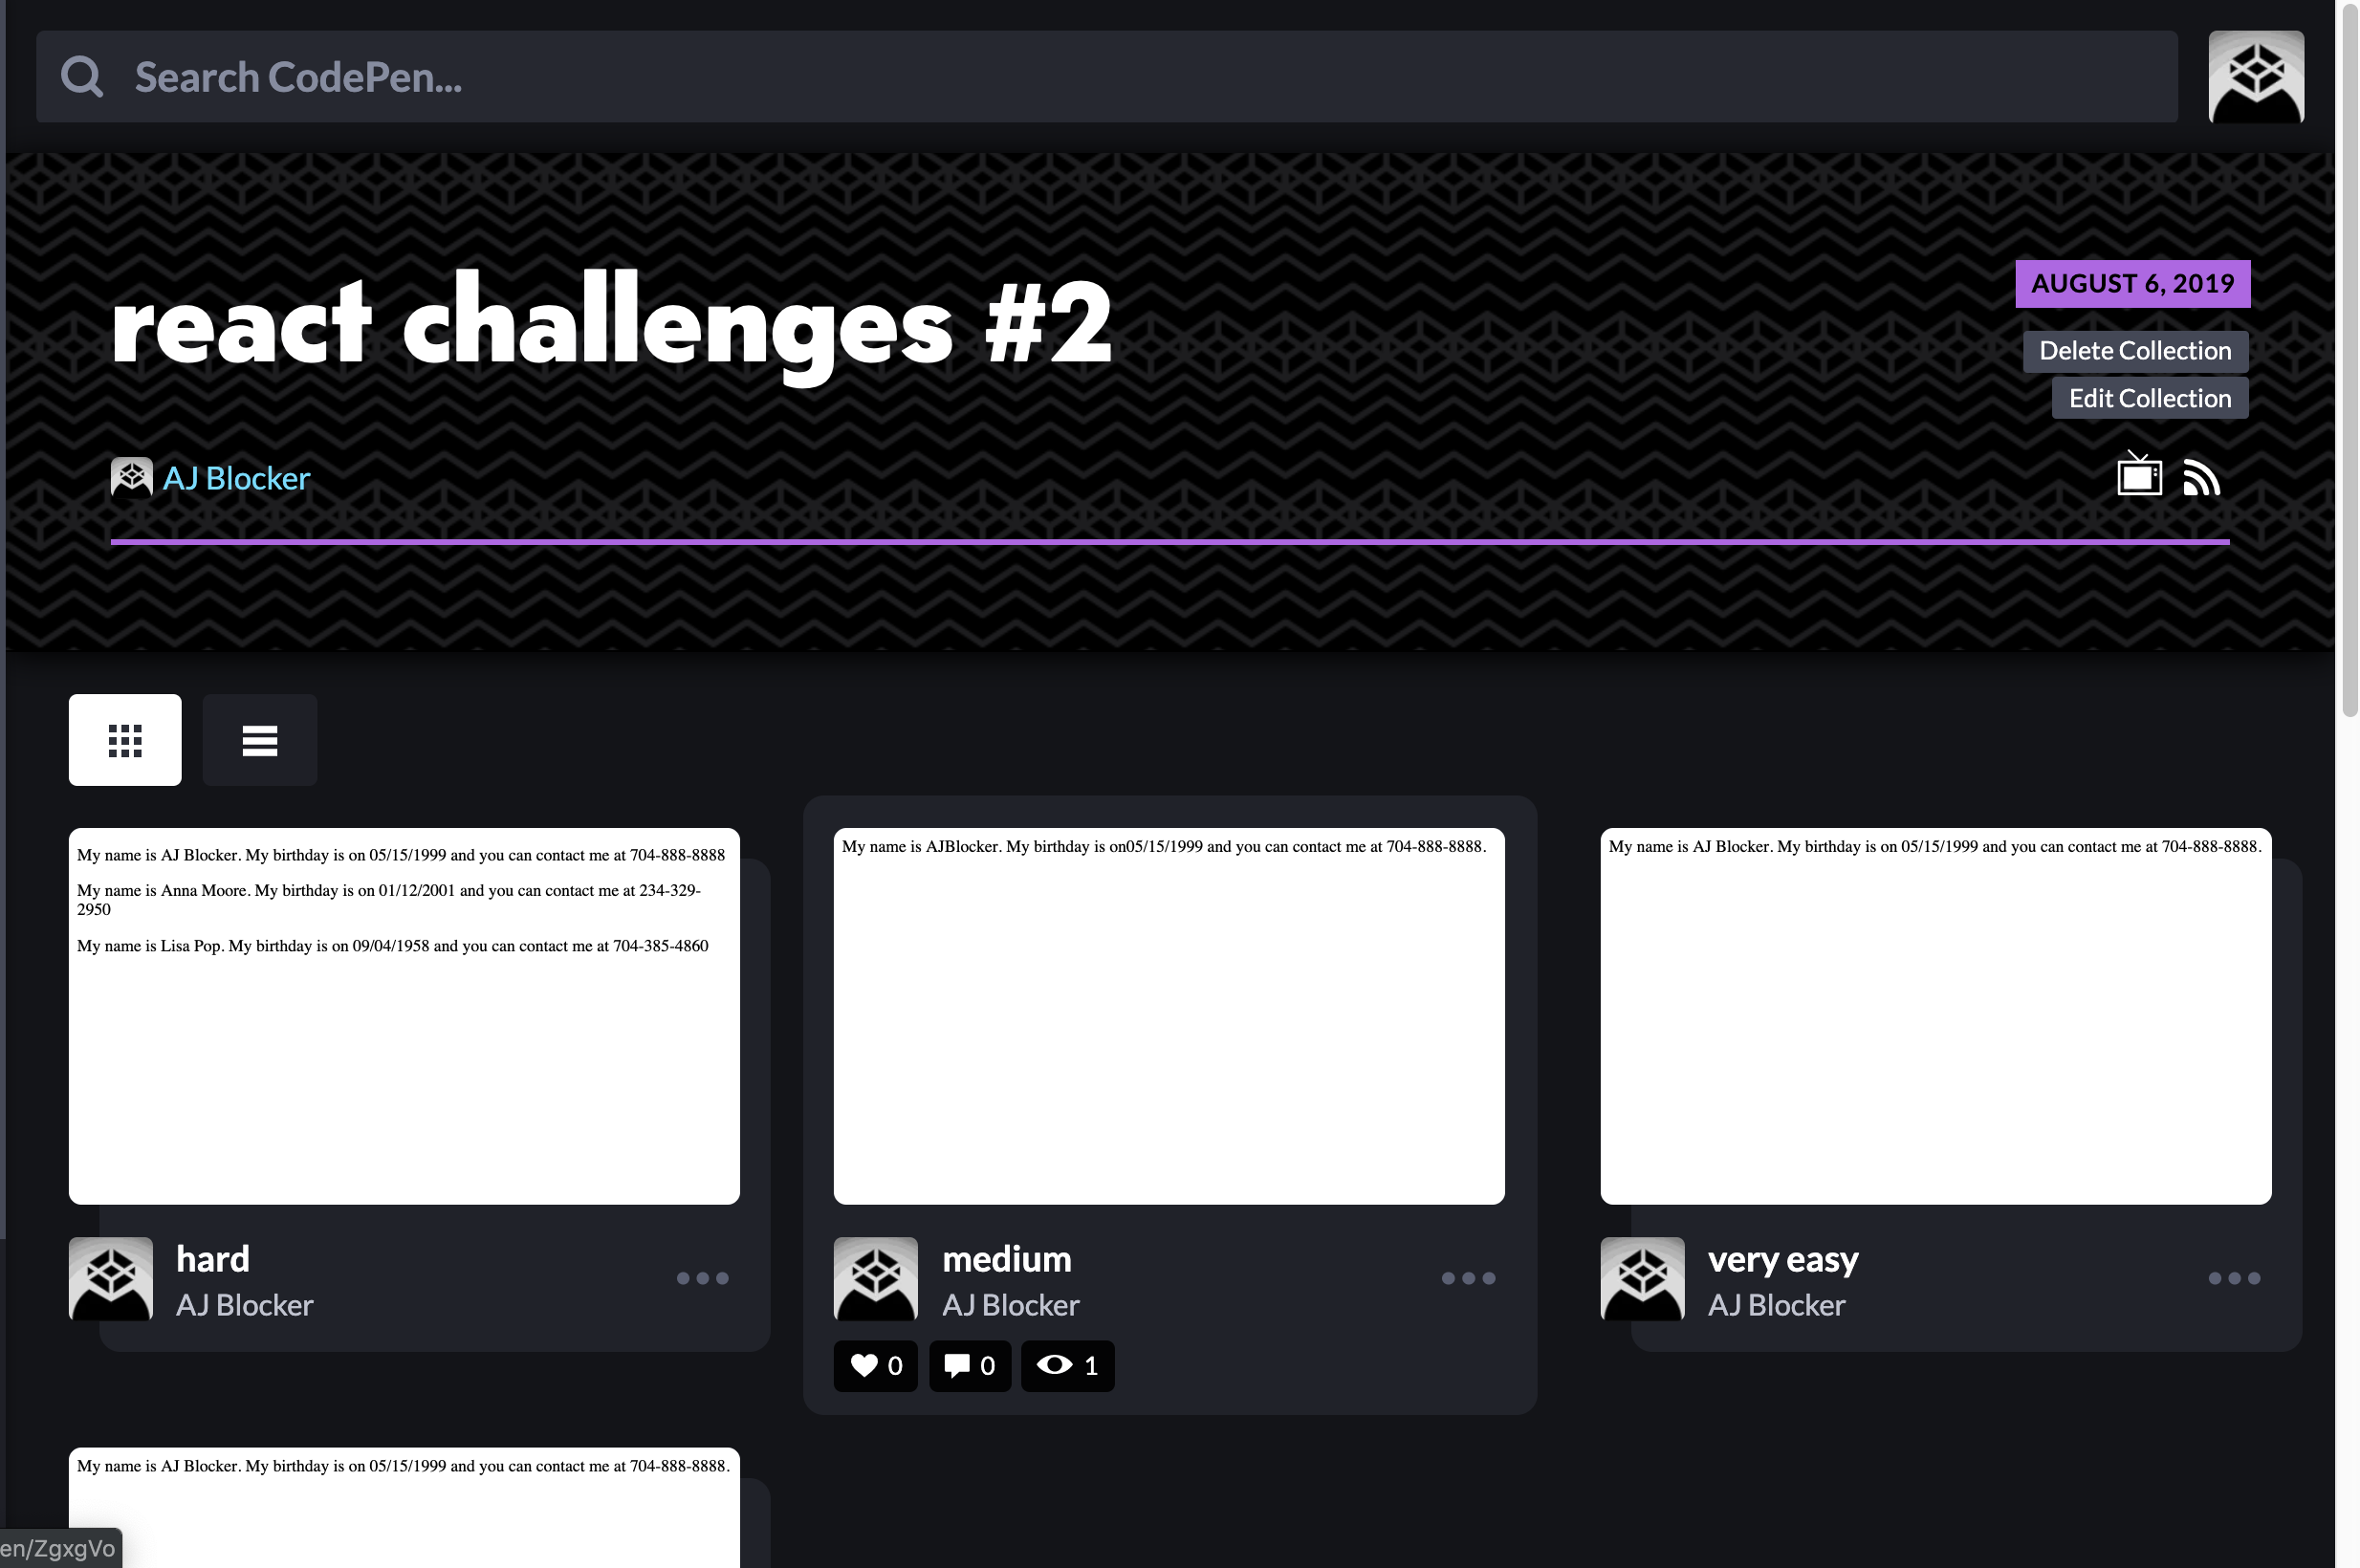 Search CodePen...
react challenges #2
AUGUST 6, 2019
Delete Collection
Edit Collection
AJ Blocker
My name is AJ Blocker. My birthday is on 05/15/1999 and you can contact me at 704-888-8888
My name is Anna Moore. My birthday is on 01/12/2001 and you can contact me at 234-329-
2950
My name is Lisa Pop. My birthday is on 09/04/1958 and you can contact me at 704-385-4860
hard
AJ Blocker
My name is AJBlocker. My birthday is on05/15/1999 and you can contact me at 704-888-8888.
medium
AJ Blocker
0
0
1
My name is AJ Blocker. My birthday is on 05/15/1999 and you can contact me at 704-888-8888.
very easy
AJ Blocker
My name is AJ Blocker. My birthday is on 05/15/1999 and you can contact me at 704-888-8888.
en/ZgxgVo